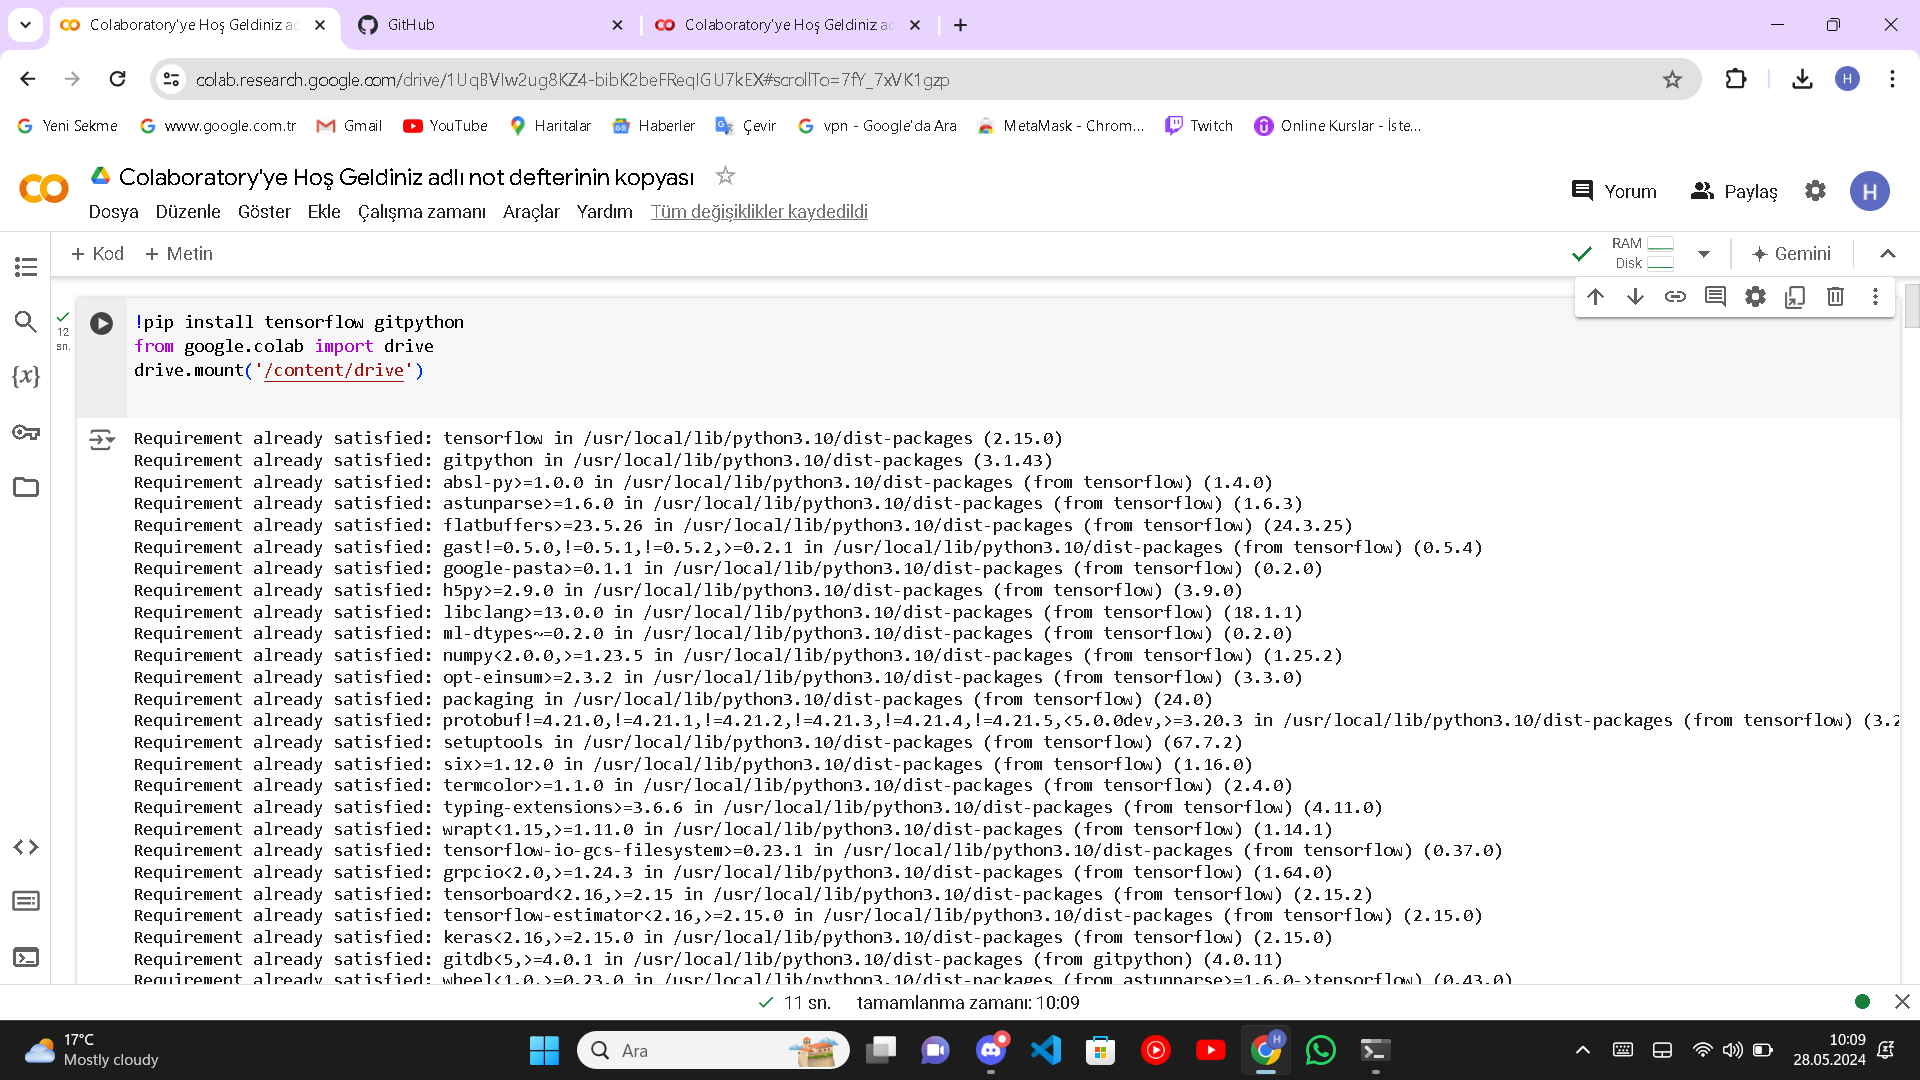 Colaboratory'ye Hoş Geldiniz
GitHub
Colaboratory'ye Hoş Geldiniz
colab.research.google.com/drive/1UqBVIw2ug8KZ4-bibK2beFReqIGU7kEX#scrollTo=7fY_7xVK1gzp
H
Yeni Sekme
www.google.com.tr
Gmail
YouTube
Haritalar
Haberler
Çevir
vpn - Google'da Ara
MetaMask - Chrom...
Twitch
Online Kurslar - İste...
Colaboratory'ye Hoş Geldiniz adlı not defterinin kopyası
Dosya Düzenle Göster Ekle Çalışma zamanı Araçlar Yardım Tüm değişiklikler kaydedildi
Yorum
Paylaş
H
+ Kod + Metin
RAM
Disk
Gemini
12
sn.
!pip install tensorflow gitpython
from google.colab import drive
drive.mount('/content/drive')
Requirement already satisfied: tensorflow in /usr/local/lib/python3.10/dist-packages (2.15.0)
Requirement already satisfied: gitpython in /usr/local/lib/python3.10/dist-packages (3.1.43)
Requirement already satisfied: absl-py>=1.0.0 in /usr/local/lib/python3.10/dist-packages (from tensorflow) (1.4.0)
Requirement already satisfied: astunparse>=1.6.0 in /usr/local/lib/python3.10/dist-packages (from tensorflow) (1.6.3)
Requirement already satisfied: flatbuffers>=23.5.26 in /usr/local/lib/python3.10/dist-packages (from tensorflow) (24.3.25)
Requirement already satisfied: gast!=0.5.0,!=0.5.1,!=0.5.2,>=0.2.1 in /usr/local/lib/python3.10/dist-packages (from tensorflow) (0.5.4)
Requirement already satisfied: google-pasta>=0.1.1 in /usr/local/lib/python3.10/dist-packages (from tensorflow) (0.2.0)
Requirement already satisfied: h5py>=2.9.0 in /usr/local/lib/python3.10/dist-packages (from tensorflow) (3.9.0)
Requirement already satisfied: libclang>=13.0.0 in /usr/local/lib/python3.10/dist-packages (from tensorflow) (18.1.1)
Requirement already satisfied: ml-dtypes~=0.2.0 in /usr/local/lib/python3.10/dist-packages (from tensorflow) (0.2.0)
Requirement already satisfied: numpy<2.0.0,>=1.23.5 in /usr/local/lib/python3.10/dist-packages (from tensorflow) (1.25.2)
Requirement already satisfied: opt-einsum>=2.3.2 in /usr/local/lib/python3.10/dist-packages (from tensorflow) (3.3.0)
Requirement already satisfied: packaging in /usr/local/lib/python3.10/dist-packages (from tensorflow) (24.0)
Requirement already satisfied: protobuf!=4.21.0,!=4.21.1,!=4.21.2,!=4.21.3,!=4.21.4,!=4.21.5,<5.0.0dev,>=3.20.3 in /usr/local/lib/python3.10/dist-packages (from tensorflow) (3.2
Requirement already satisfied: setuptools in /usr/local/lib/python3.10/dist-packages (from tensorflow) (67.7.2)
Requirement already satisfied: six>=1.12.0 in /usr/local/lib/python3.10/dist-packages (from tensorflow) (1.16.0)
Requirement already satisfied: termcolor>=1.1.0 in /usr/local/lib/python3.10/dist-packages (from tensorflow) (2.4.0)
Requirement already satisfied: typing-extensions>=3.6.6 in /usr/local/lib/python3.10/dist-packages (from tensorflow) (4.11.0)
Requirement already satisfied: wrapt<1.15,>=1.11.0 in /usr/local/lib/python3.10/dist-packages (from tensorflow) (1.14.1)
Requirement already satisfied: tensorflow-io-gcs-filesystem>=0.23.1 in /usr/local/lib/python3.10/dist-packages (from tensorflow) (0.37.0)
Requirement already satisfied: grpcio<2.0,>=1.24.3 in /usr/local/lib/python3.10/dist-packages (from tensorflow) (1.64.0)
Requirement already satisfied: tensorboard<2.16,>=2.15 in /usr/local/lib/python3.10/dist-packages (from tensorflow) (2.15.2)
Requirement already satisfied: tensorflow-estimator<2.16,>=2.15.0 in /usr/local/lib/python3.10/dist-packages (from tensorflow) (2.15.0)
Requirement already satisfied: keras<2.16,>=2.15.0 in /usr/local/lib/python3.10/dist-packages (from tensorflow) (2.15.0)
Requirement already satisfied: gitdb<5,>=4.0.1 in /usr/local/lib/python3.10/dist-packages (from gitpython) (4.0.11)
Requirement already satisfied: wheel<1.0,>=0.23.0 in /usr/local/lib/python3.10/dist-packages (from astunparse>=1.6.0->tensorflow) (0.43.0)
11 sn. tamamlanma zamanı: 10:09
17°C
Mostly cloudy
Ara
H
10:09
28.05.2024